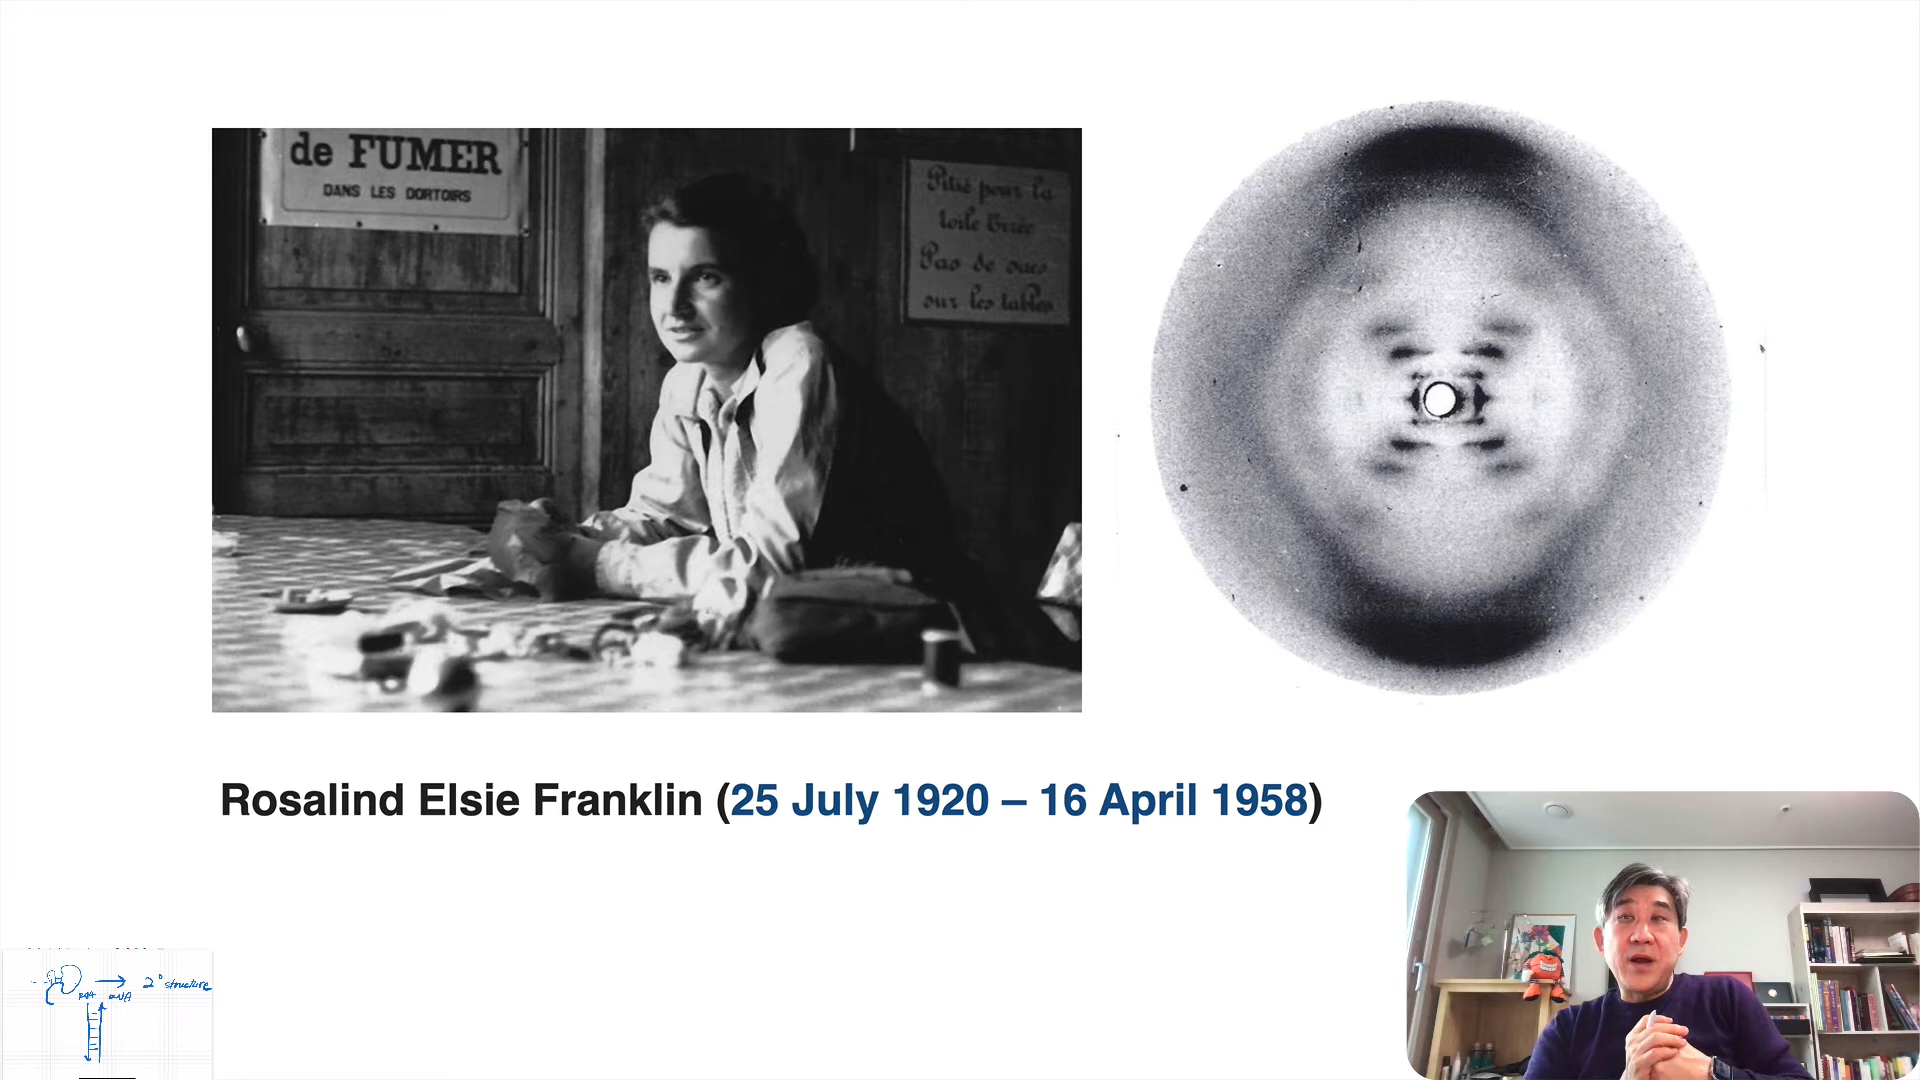 de FUMER
DANS LES DORTOIRS
Pitié pour la
toile cirée
Pas de sacs
sur les tables
Rosalind Elsie Franklin (25 July 1920 – 16 April 1958)
2° structure
RNA